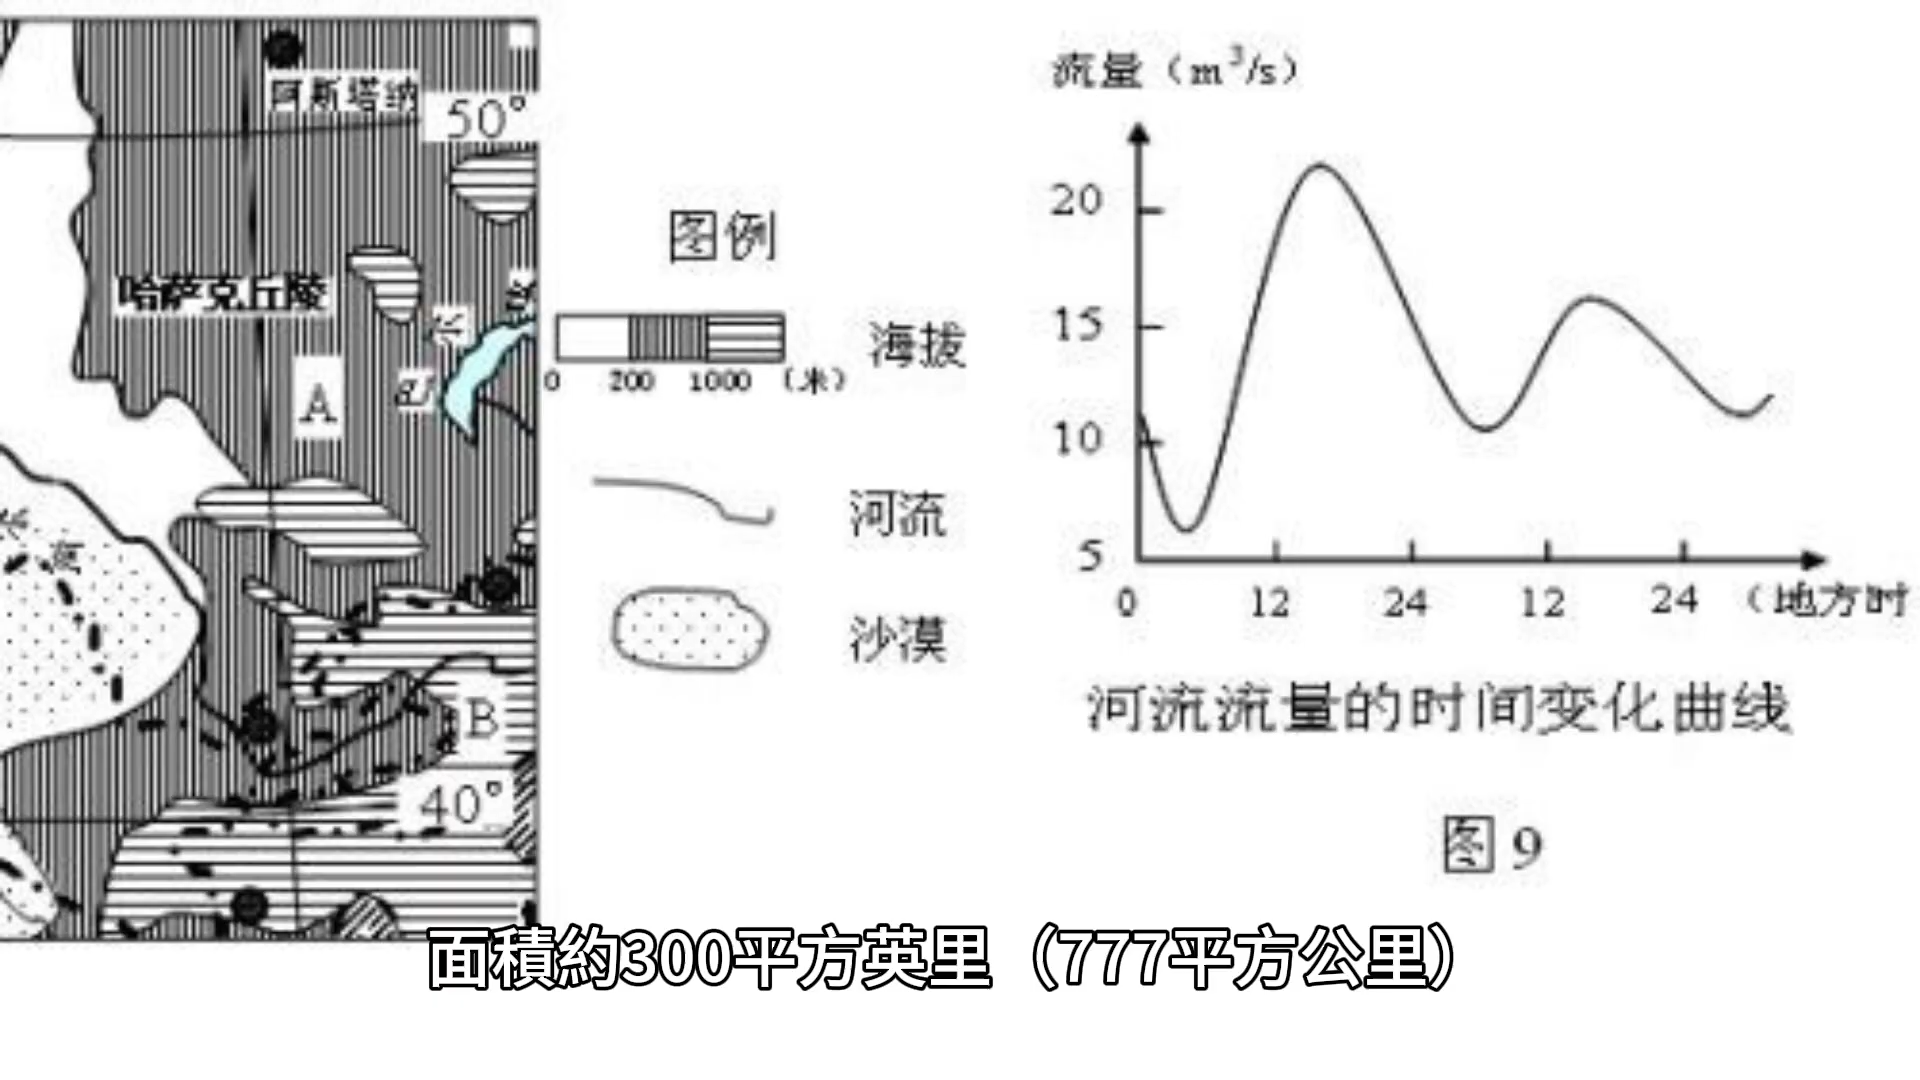 阿斯塔纳
50°
哈萨克丘陵
A
B
40°
河
图例
0 200 1000 (米)
海拔
河流
沙漠
流量（m³/s）
20
15
10
5
0 12 24 12 24 （地方时
河流流量的时间变化曲线
图 9
面積約300平方英里（777平方公里）